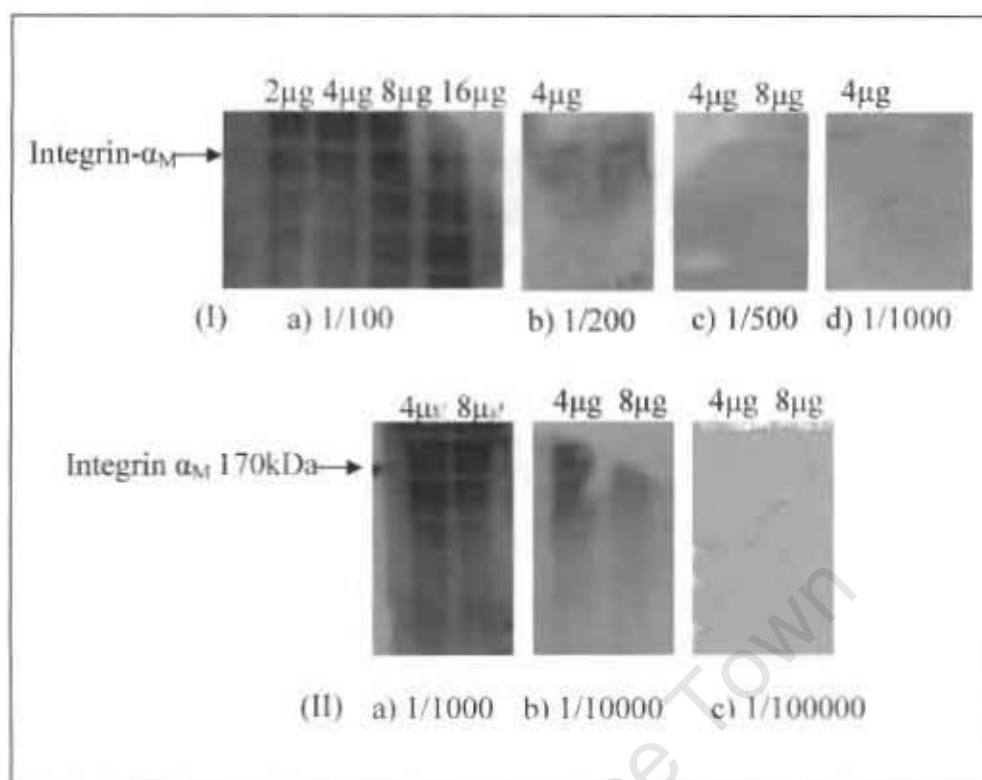 2µg 4µg 8µg 16µg 4µg 4µg 8µg 4µg
Integrin-αM
(I) a) 1/100 b) 1/200 c) 1/500 d) 1/1000
4µg 8µg 4µg 8µg 4µg 8µg
Integrin αM 170kDa
(II) a) 1/1000 b) 1/10000 c) 1/100000
Town